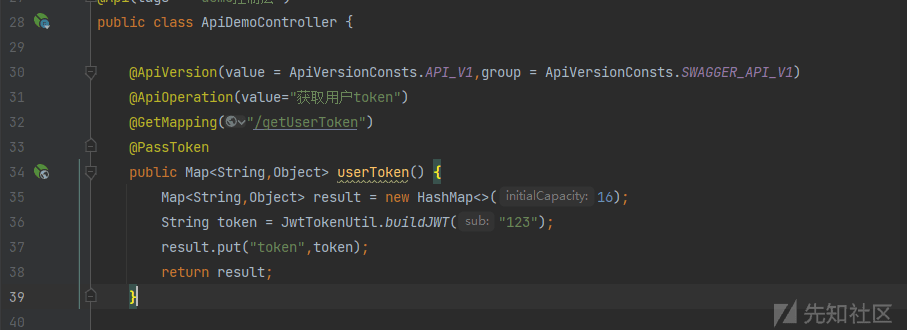 28 public class ApiDemoController {
29
30 @ApiVersion(value = ApiVersionConsts.API_V1,group = ApiVersionConsts.SWAGGER_API_V1)
31 @ApiOperation(value="获取用户token")
32 @GetMapping("/getUserToken")
33 @PassToken
34 public Map<String,Object> userToken() {
35 Map<String,Object> result = new HashMap<>( initialCapacity: 16);
36 String token = JwtTokenUtil.buildJWT( sub: "123");
37 result.put("token",token);
38 return result;
39 }
40
先知社区